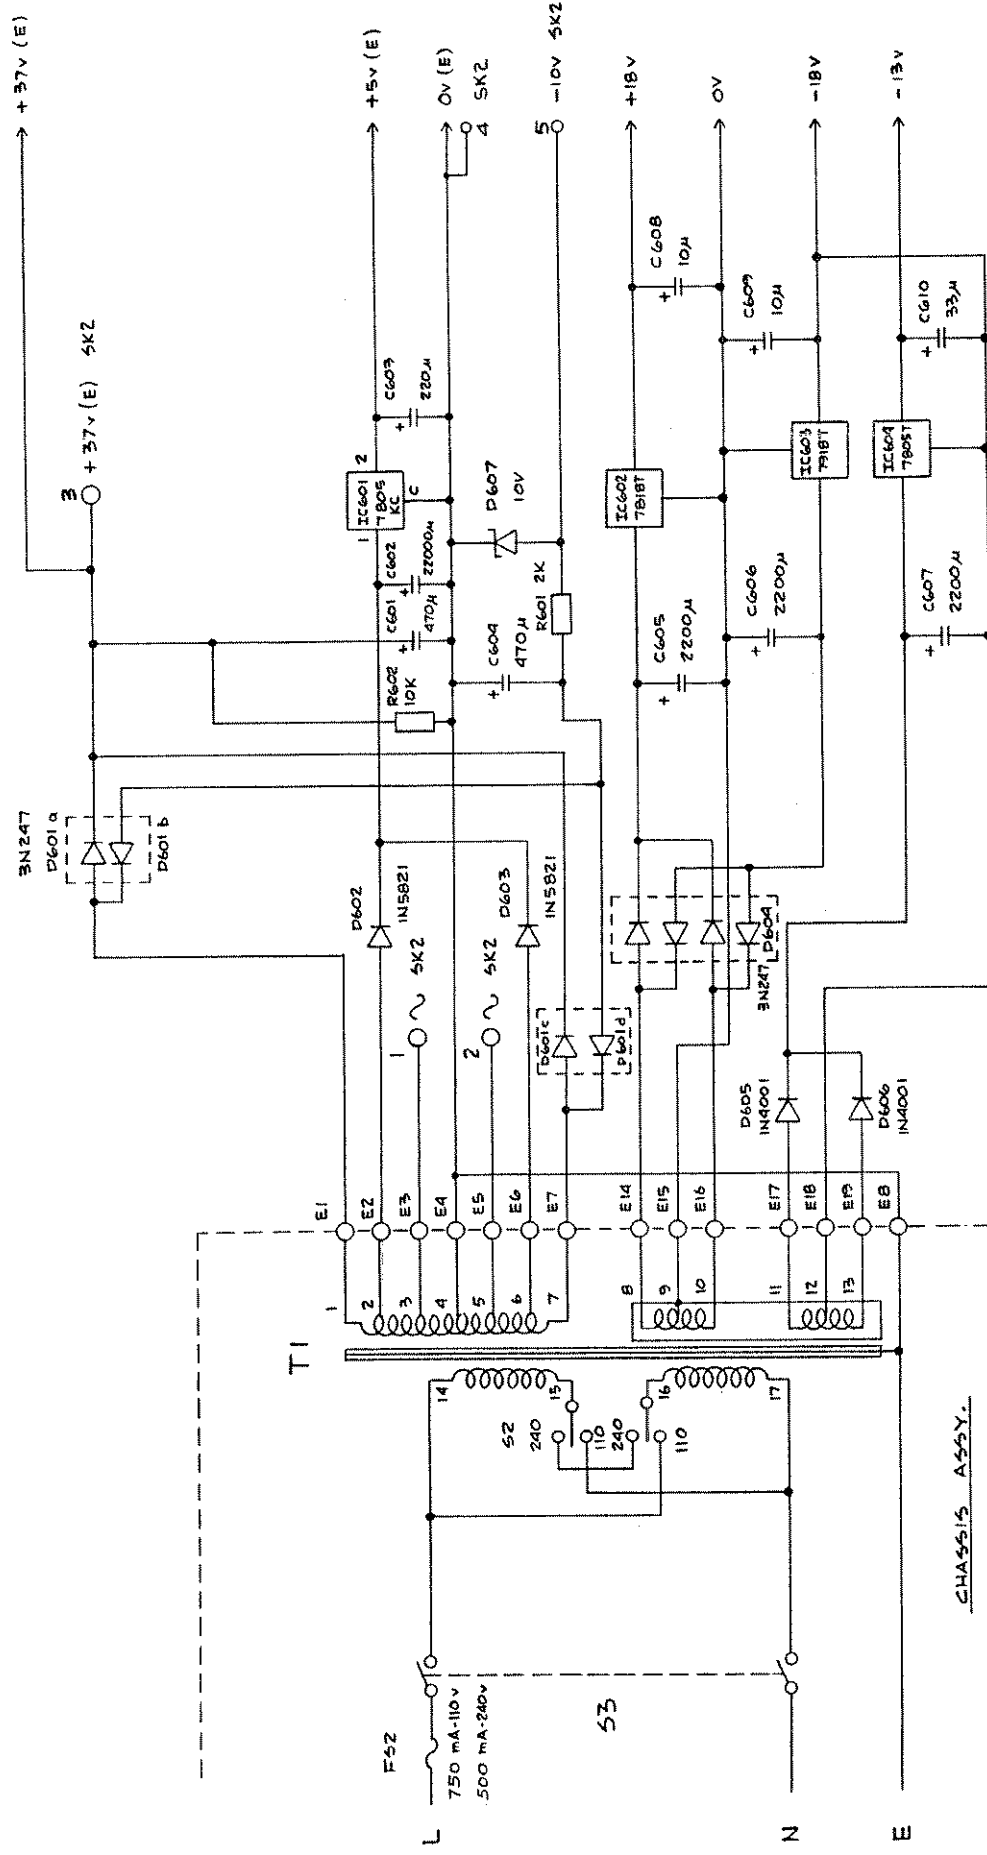 +37v (E)
3 +37v (E) SK2
3N247
D601a
D601b
+5v (E)
0v (E)
4 SK2
5 -10v SK2
+18v
0v
-18v
-13v
C603
220µ
1 2
IC601
7805
KC
C
C602
22000µ
C601
470µ
R602
10K
D607
10V
C604
470µ
R601 2K
C608
10µ
C609
10µ
C610
33µ
IC602
7818T
IC603
7918T
IC604
7805T
C605
2200µ
C606
2200µ
C607
2200µ
D602
IN5821
D603
IN5821
1 ~ SK2
2 ~ SK2
D601c
D601d
D604
3N247
D605
IN4001
D606
IN4001
E1
E2
E3
E4
E5
E6
E7
E14
E15
E16
E17
E18
E19
E8
1
2
3
4
5
6
7
8
9
10
11
12
13
T1
14
15
16
17
S2
240
110
240
110
FS2
750 mA-110v
500 mA-240v
S3
L
N
E
CHASSIS ASSY.